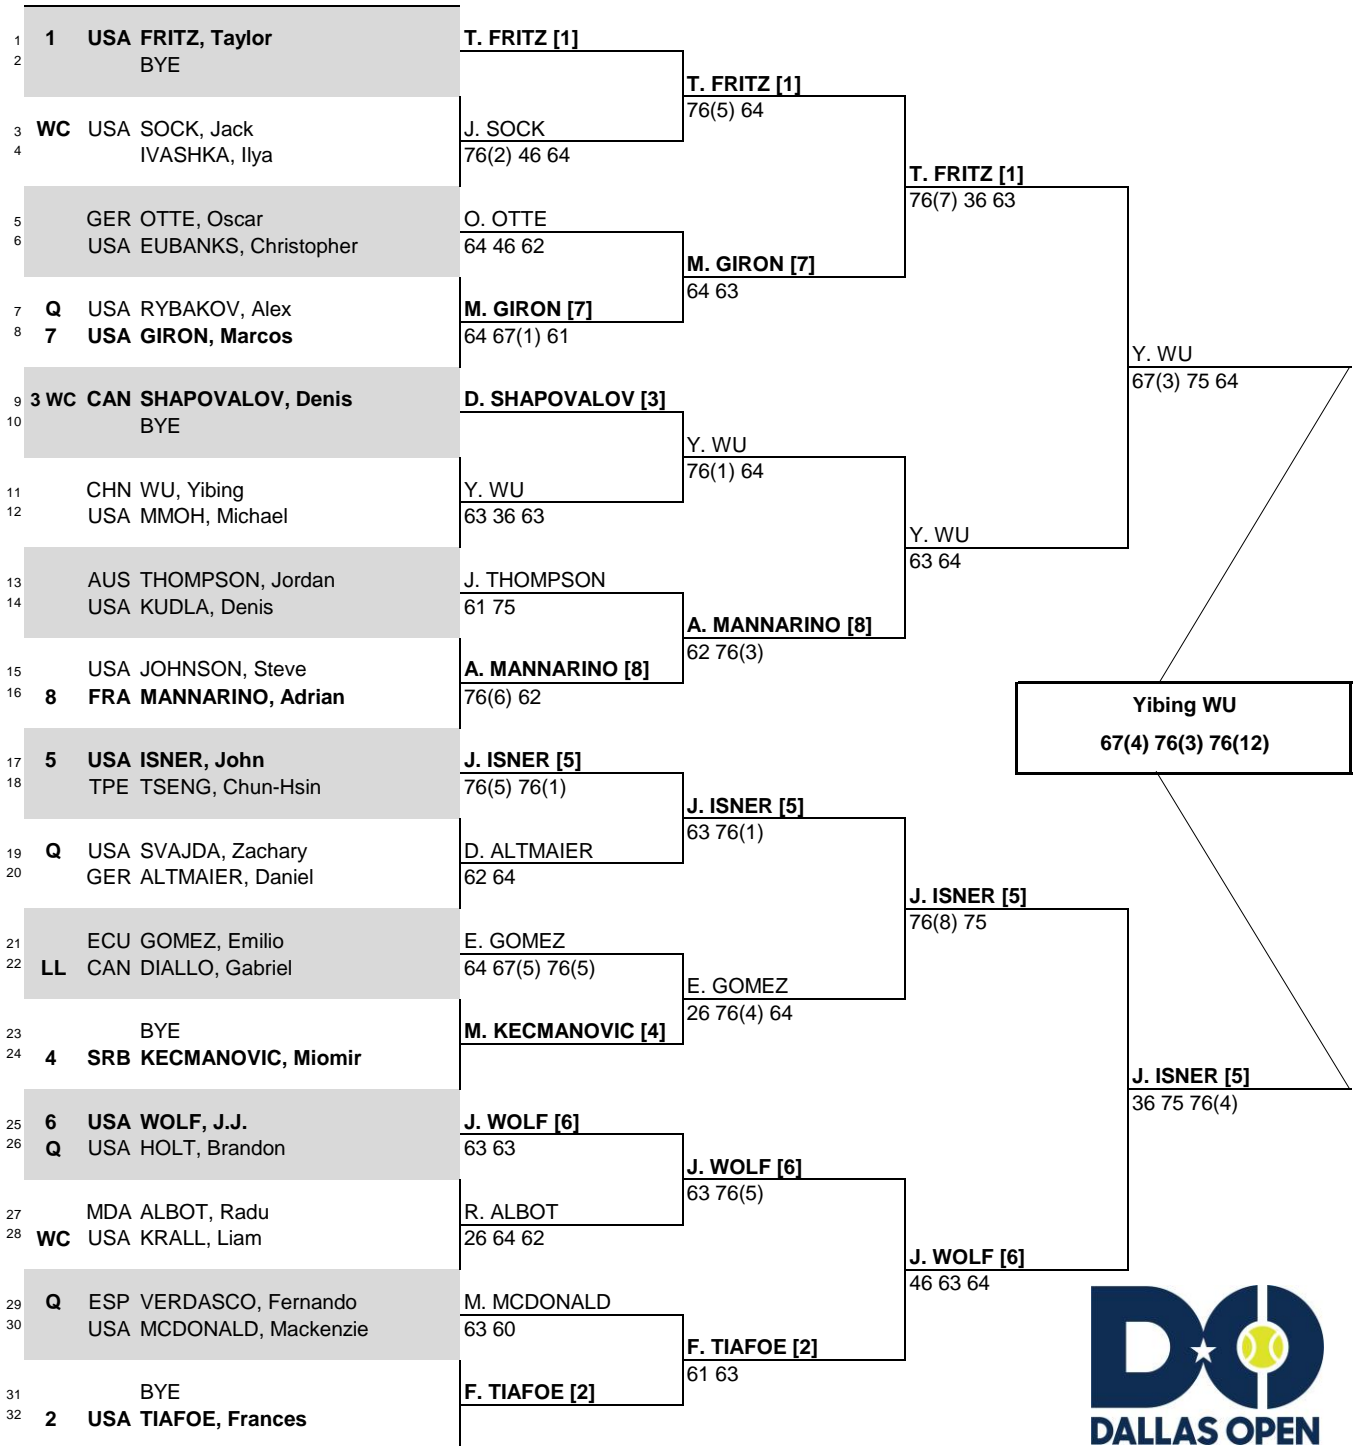 1 1 USA FRITZ, Taylor
2 BYE
3 WC USA SOCK, Jack
4 IVASHKA, Ilya
5 GER OTTE, Oscar
6 USA EUBANKS, Christopher
7 Q USA RYBAKOV, Alex
8 7 USA GIRON, Marcos
9 3 WC CAN SHAPOVALOV, Denis
10 BYE
11 CHN WU, Yibing
12 USA MMOH, Michael
13 AUS THOMPSON, Jordan
14 USA KUDLA, Denis
15 USA JOHNSON, Steve
16 8 FRA MANNARINO, Adrian
17 5 USA ISNER, John
18 TPE TSENG, Chun-Hsin
19 Q USA SVAJDA, Zachary
20 GER ALTMAIER, Daniel
21 ECU GOMEZ, Emilio
22 LL CAN DIALLO, Gabriel
23 BYE
24 4 SRB KECMANOVIC, Miomir
25 6 USA WOLF, J.J.
26 Q USA HOLT, Brandon
27 MDA ALBOT, Radu
28 WC USA KRALL, Liam
29 Q ESP VERDASCO, Fernando
30 USA MCDONALD, Mackenzie
31 BYE
32 2 USA TIAFOE, Frances
T. FRITZ [1]
J. SOCK
76(2) 46 64
O. OTTE
64 46 62
M. GIRON [7]
64 67(1) 61
D. SHAPOVALOV [3]
Y. WU
63 36 63
J. THOMPSON
61 75
A. MANNARINO [8]
76(6) 62
J. ISNER [5]
76(5) 76(1)
D. ALTMAIER
62 64
E. GOMEZ
64 67(5) 76(5)
M. KECMANOVIC [4]
J. WOLF [6]
63 63
R. ALBOT
26 64 62
M. MCDONALD
63 60
F. TIAFOE [2]
T. FRITZ [1]
76(5) 64
M. GIRON [7]
64 63
Y. WU
76(1) 64
A. MANNARINO [8]
62 76(3)
J. ISNER [5]
63 76(1)
E. GOMEZ
26 76(4) 64
J. WOLF [6]
63 76(5)
F. TIAFOE [2]
61 63
T. FRITZ [1]
76(7) 36 63
Y. WU
63 64
J. ISNER [5]
76(8) 75
J. WOLF [6]
46 63 64
Y. WU
67(3) 75 64
J. ISNER [5]
36 75 76(4)
Yibing WU
67(4) 76(3) 76(12)
DO
DALLAS OPEN